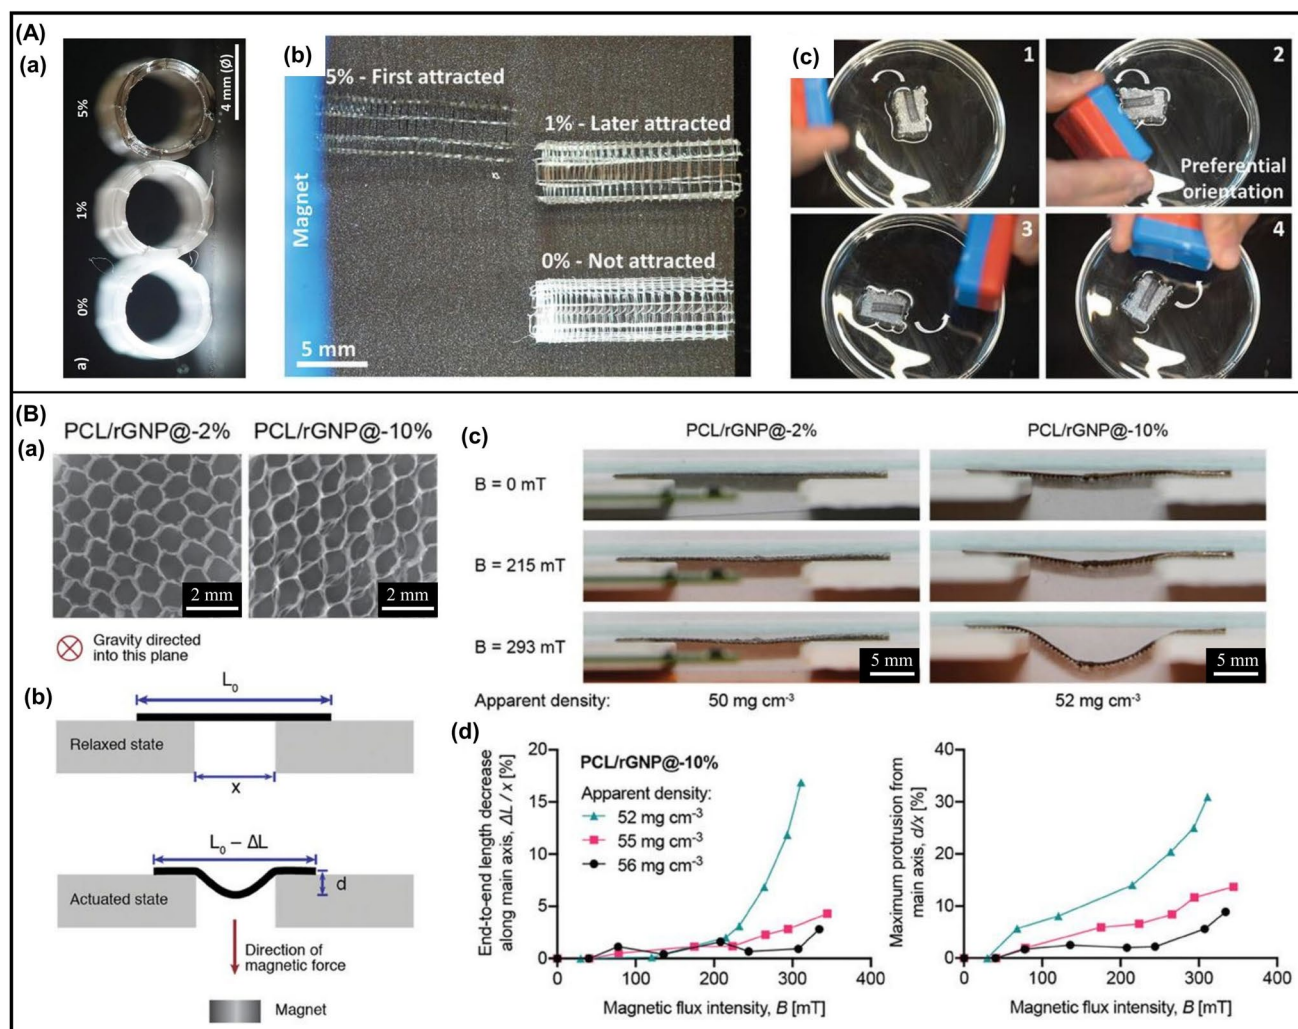 (A)
(a)
5%
1%
0%
a)
4 mm (Ø)
(b)
5% - First attracted
1% - Later attracted
0% - Not attracted
Magnet
5 mm
(c)
1
2
Preferential
orientation
3
4
(B)
(a)
PCL/rGNP@-2%
PCL/rGNP@-10%
2 mm
2 mm
Gravity directed
into this plane
(b)
L₀
Relaxed state
x
L₀ – ΔL
Actuated state
d
Direction of
magnetic force
Magnet
(c)
PCL/rGNP@-2%
PCL/rGNP@-10%
B = 0 mT
B = 215 mT
B = 293 mT
5 mm
5 mm
Apparent density:
50 mg cm⁻³
52 mg cm⁻³
(d)
End-to-end length decrease
along main axis, ΔL / x [%]
20
15
10
5
0
PCL/rGNP@-10%
Apparent density:
52 mg cm⁻³
55 mg cm⁻³
56 mg cm⁻³
0
100
200
300
400
Magnetic flux intensity, B [mT]
Maximum protrusion from
main axis, d/x [%]
40
30
20
10
0
0
100
200
300
400
Magnetic flux intensity, B [mT]